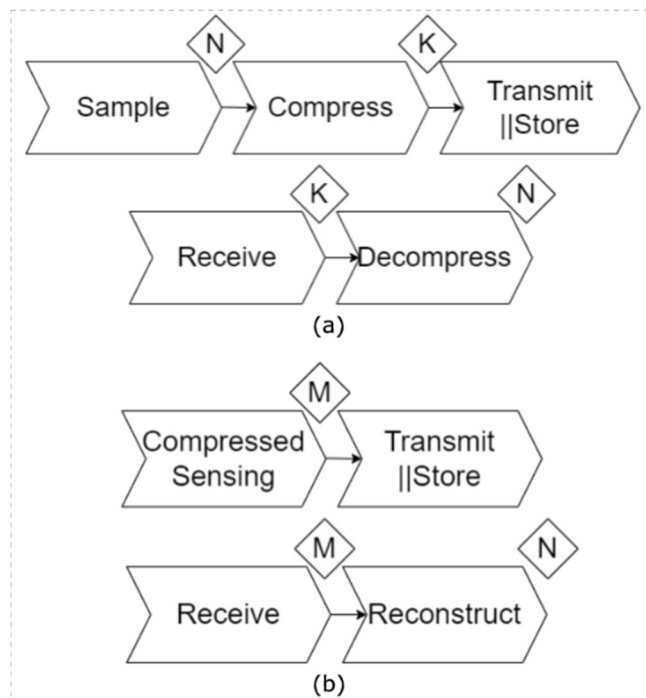 N
K
Sample
Compress
Transmit
||Store
K
N
Receive
Decompress
(a)
M
Compressed
Sensing
Transmit
||Store
M
N
Receive
Reconstruct
(b)